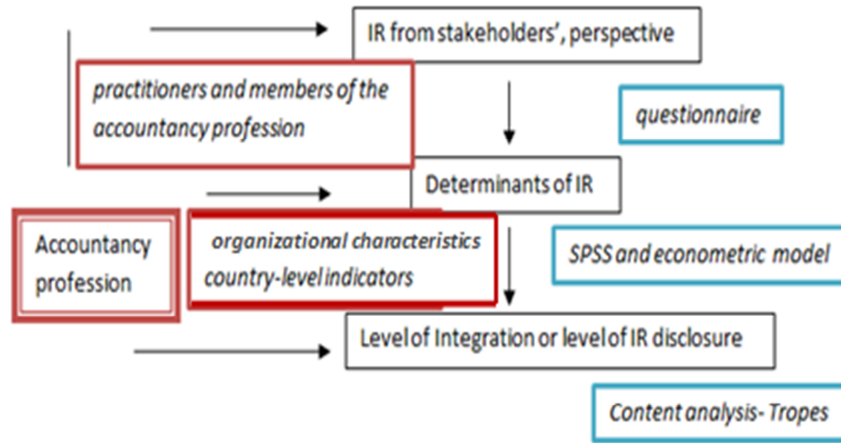 IR from stakeholders', perspective
practitioners and members of the
accountancy profession
questionnaire
Determinants of IR
Accountancy
profession
organizational characteristics
country-level indicators
SPSS and econometric model
Level of Integration or level of IR disclosure
Content analysis- Tropes